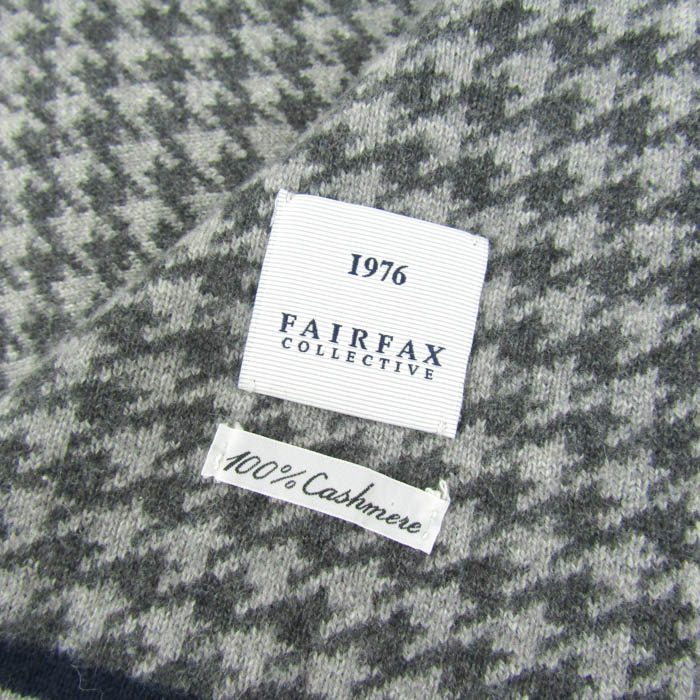 1976
FAIRFAX
COLLECTIVE
100% Cashmere